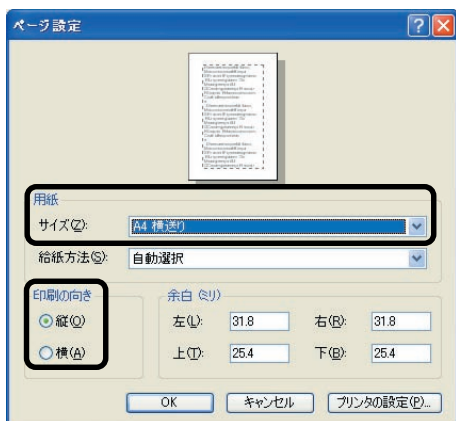 ページ設定
用紙
サイズ(Z): A4 横送り
給紙方法(S): 自動選択
印刷の向き
縦(O)
横(A)
余白 (ミリ)
左(L): 31.8 右(R): 31.8
上(T): 25.4 下(B): 25.4
OK キャンセル プリンタの設定(P)...